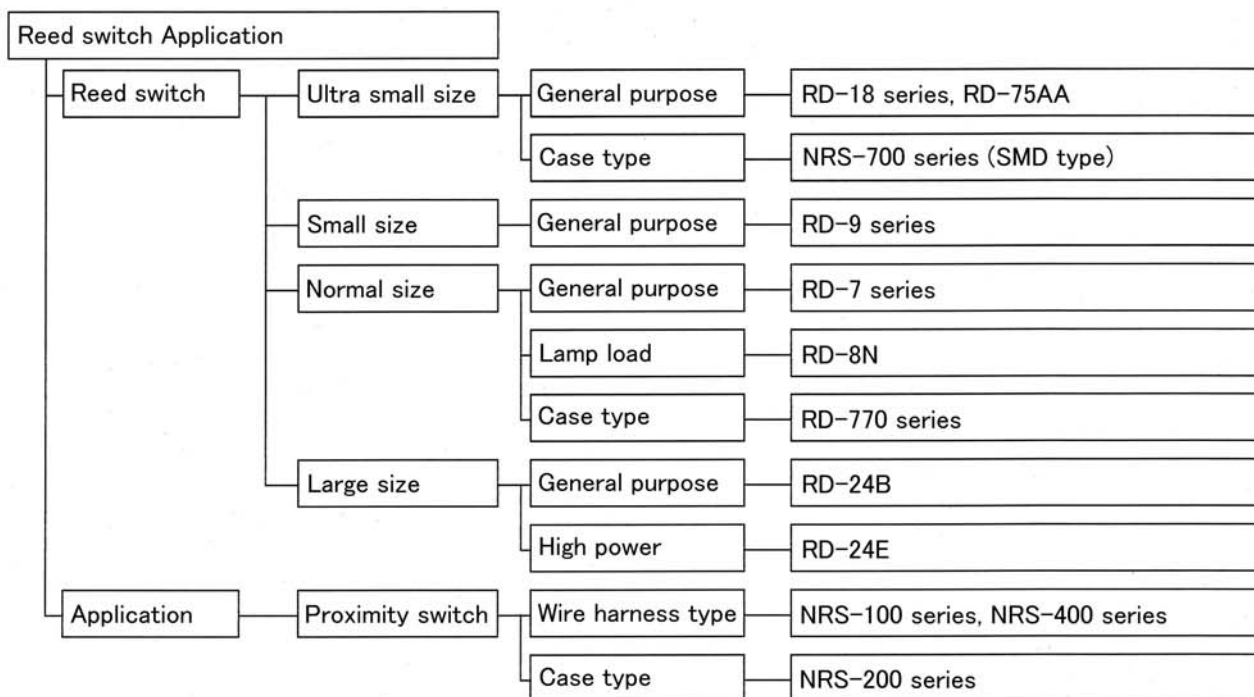 Reed switch Application
Reed switch Ultra small size General purpose RD-18 series, RD-75AA
Case type NRS-700 series (SMD type)
Small size General purpose RD-9 series
Normal size General purpose RD-7 series
Lamp load RD-8N
Case type RD-770 series
Large size General purpose RD-24B
High power RD-24E
Application Proximity switch Wire harness type NRS-100 series, NRS-400 series
Case type NRS-200 series